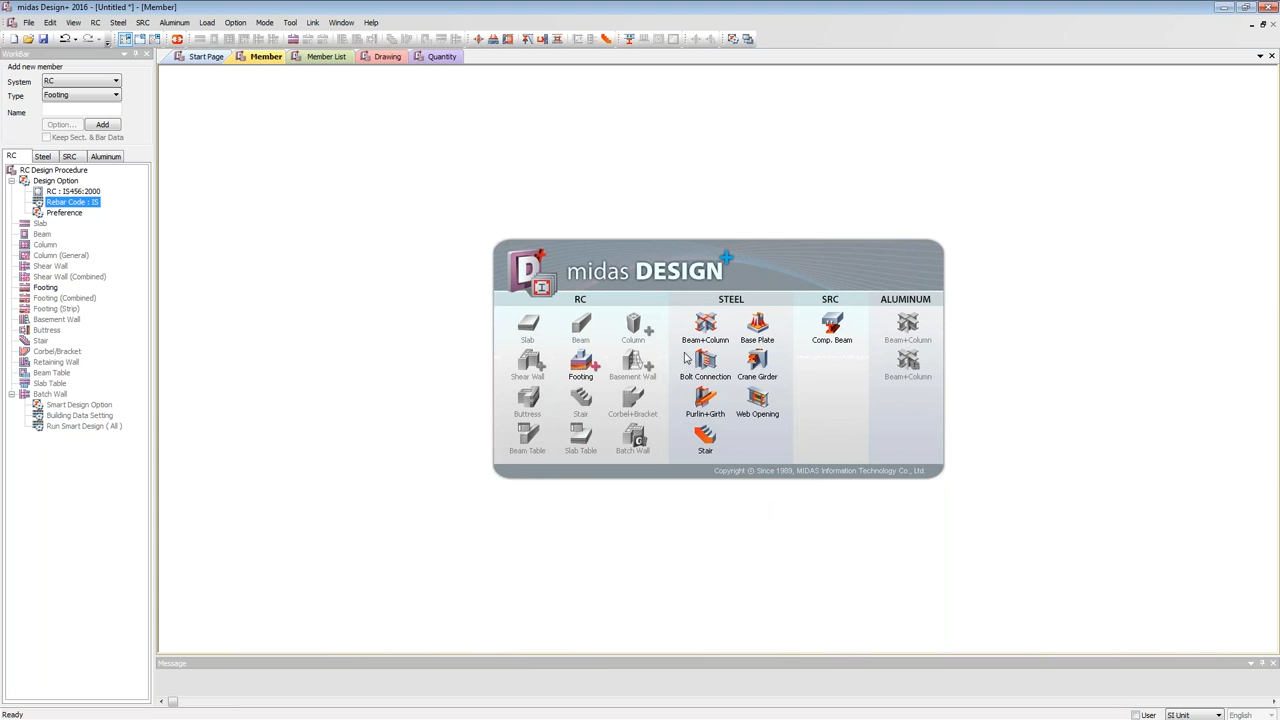 midas Design+ 2016 - [Untitled *] - [Member]
File Edit View RC Steel SRC Aluminum Load Option Mode Tool Link Window Help
WorkBar
Start Page Member Member List Drawing Quantity
Add new member
System RC
Type Footing
Name
Option... Add
Keep Sect. & Bar Data
RC Steel SRC Aluminum
RC Design Procedure
Design Option
RC : IS456:2000
Rebar Code : IS
Preference
Slab
Beam
Column
Column (General)
Shear Wall
Shear Wall (Combined)
Footing
Footing (Combined)
Footing (Strip)
Basement Wall
Buttress
Stair
Corbel/Bracket
Retaining Wall
Beam Table
Slab Table
Batch Wall
Smart Design Option
Building Data Setting
Run Smart Design ( All )
midas DESIGN+
RC STEEL SRC ALUMINUM
Slab Beam Column Beam+Column Base Plate Comp. Beam Beam+Column
Shear Wall Footing Basement Wall Bolt Connection Crane Girder Beam+Column
Buttress Stair Corbel+Bracket Purlin+Girth Web Opening
Beam Table Slab Table Batch Wall Stair
Copyright ⓒ Since 1989, MIDAS Information Technology Co., Ltd.
Message
Ready User SI Unit English